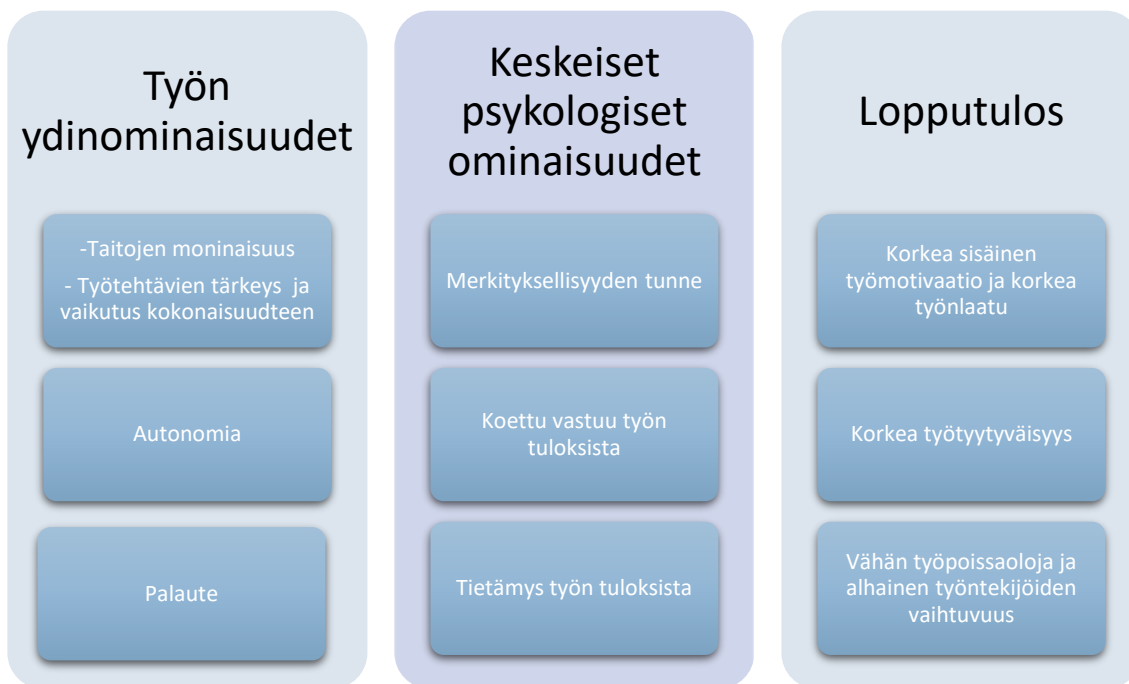 Työn
ydinominaisuudet
-Taitojen moninaisuus
- Työtehtävien tärkeys ja
vaikutus kokonaisuudteen
Autonomia
Palaute
Keskeiset
psykologiset
ominaisuudet
Merkityksellisyyden tunne
Koettu vastuu työn
tuloksista
Tietämys työn tuloksista
Lopputulos
Korkea sisäinen
työmotivaatio ja korkea
työnlaatu
Korkea työtyytyväisyys
Vähän työpoissaoloja ja
alhainen työntekijöiden
vaihtuvuus